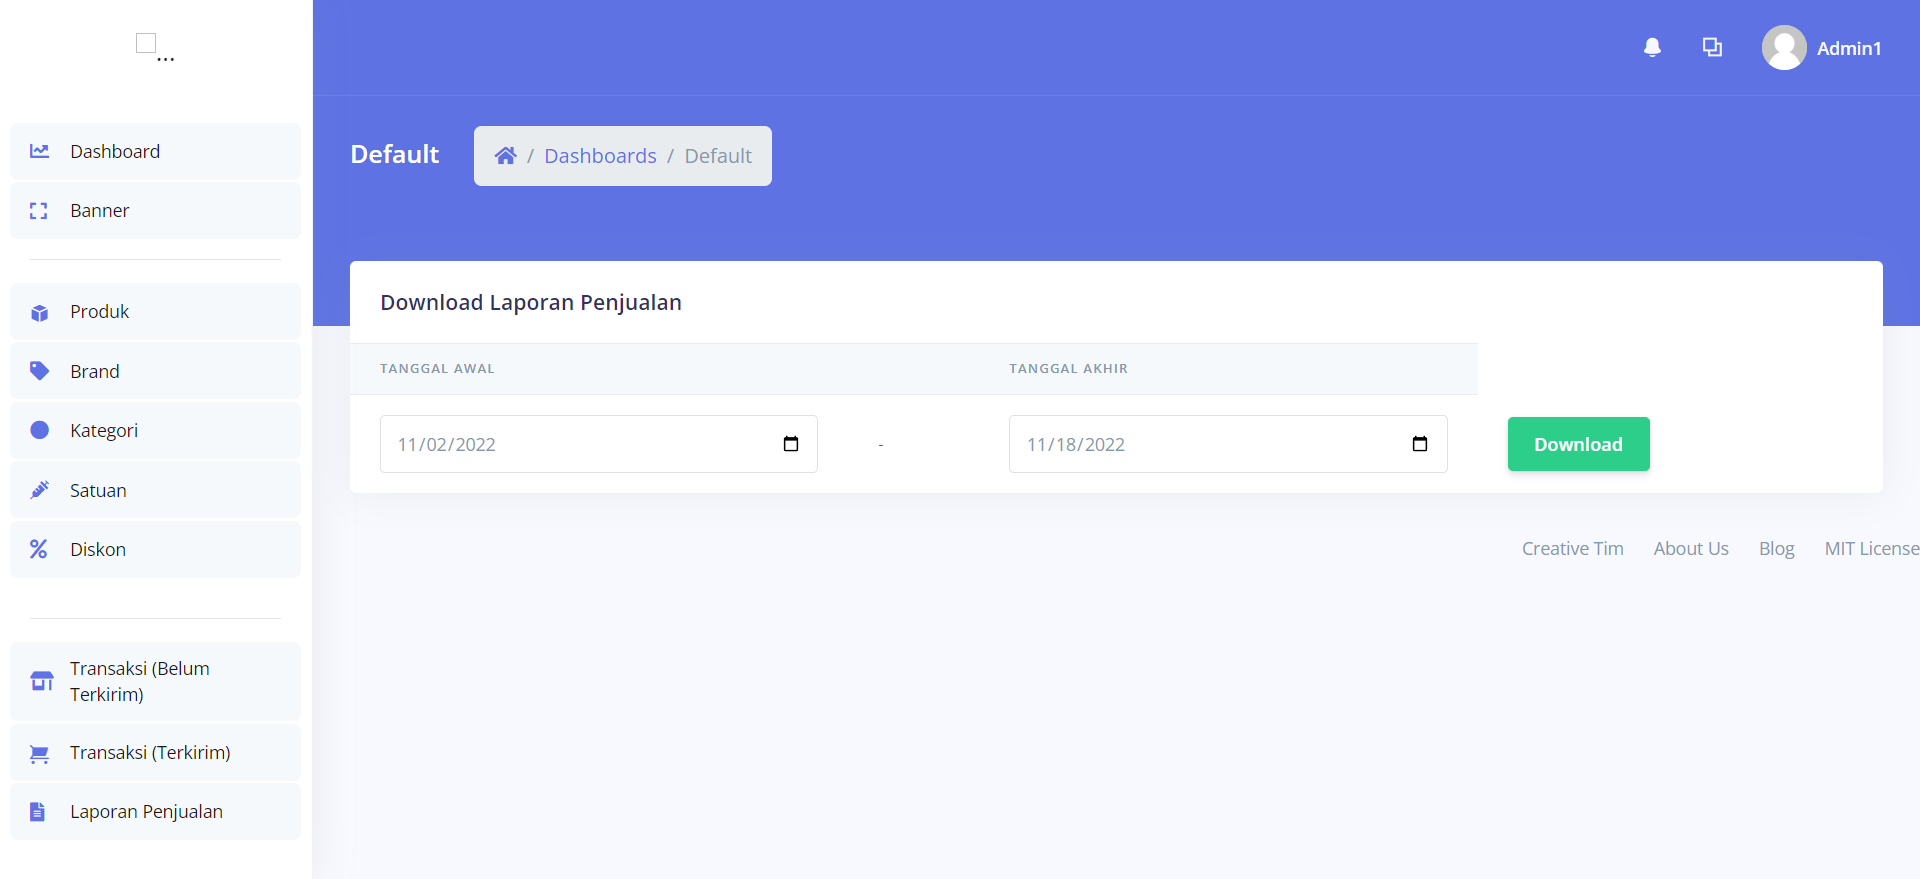 ...
Dashboard
Banner
Produk
Brand
Kategori
Satuan
Diskon
Transaksi (Belum
Terkirim)
Transaksi (Terkirim)
Laporan Penjualan
Admin1
Default
/ Dashboards / Default
Download Laporan Penjualan
TANGGAL AWAL TANGGAL AKHIR
11/02/2022 - 11/18/2022 Download
Creative Tim About Us Blog MIT License